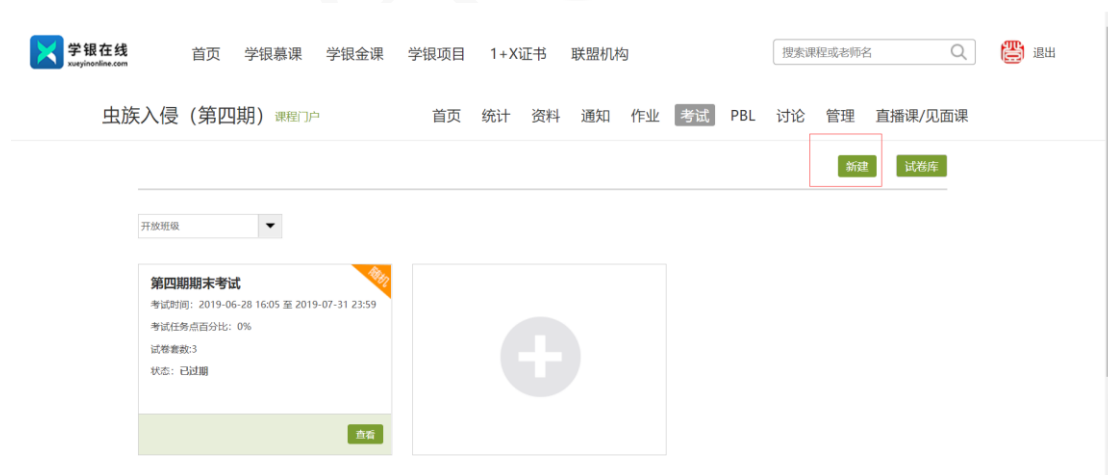 学银在线 首页 学银慕课 学银金课 学银项目 1+X证书 联盟机构 搜索课程或老师名 退出
xueyinonline.com
虫族入侵（第四期） 课程门户 首页 统计 资料 通知 作业 考试 PBL 讨论 管理 直播课/见面课
新建 试卷库
开放班级
第四期期末考试 随机
考试时间：2019-06-28 16:05 至 2019-07-31 23:59
考试任务点百分比：0%
试卷套数:3
状态：已过期
查看